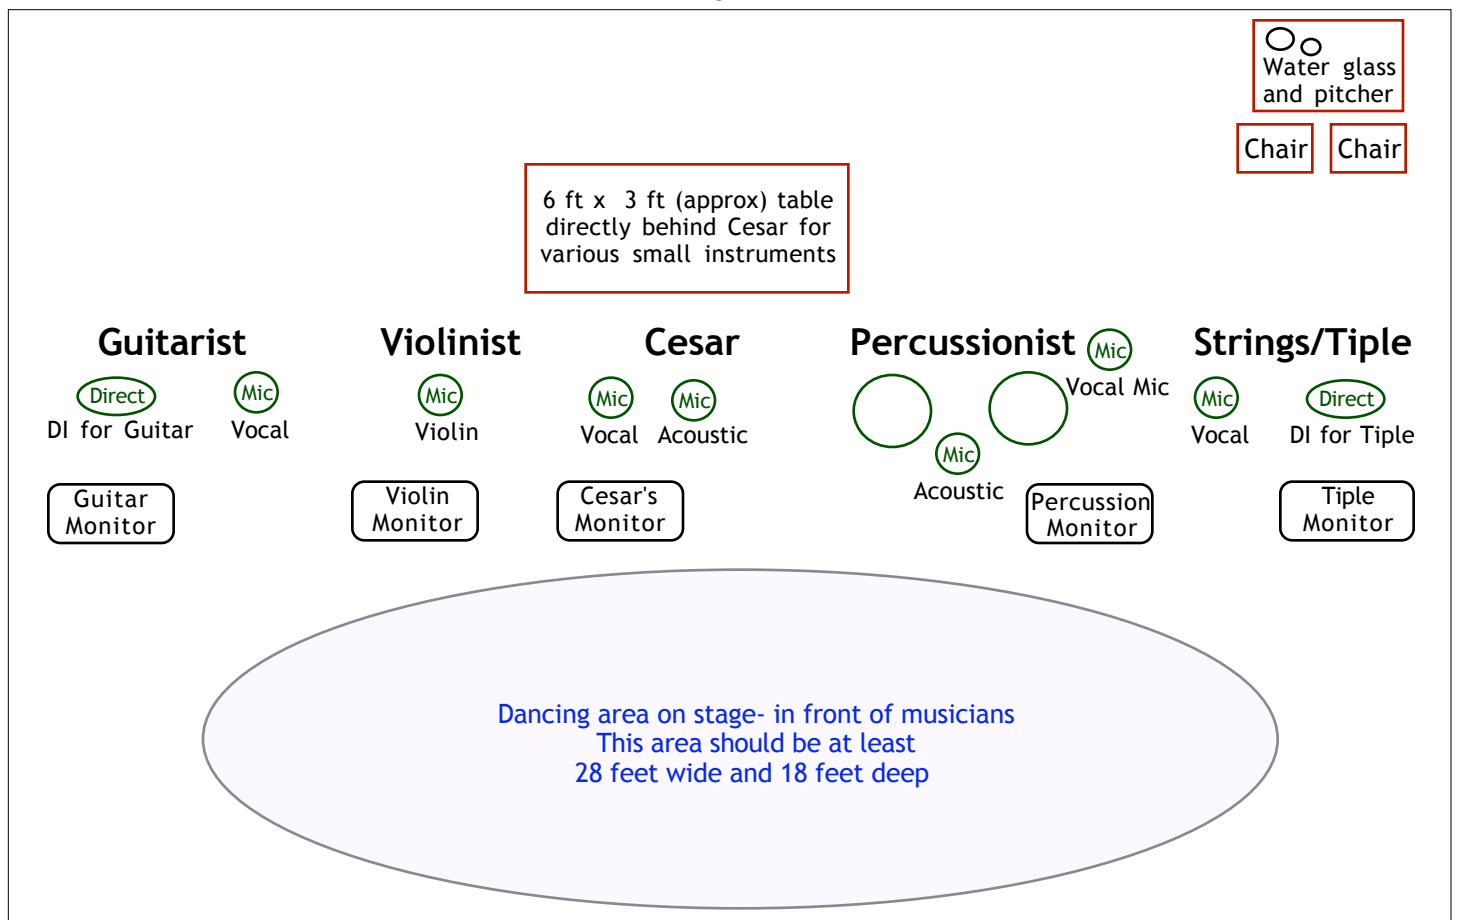 Water glass
and pitcher
Chair Chair
6 ft x 3 ft (approx) table
directly behind Cesar for
various small instruments
Guitarist Violinist Cesar Percussionist Strings/Tiple
Mic
Vocal Mic
Direct Mic Mic Mic Mic Mic Direct
DI for Guitar Vocal Violin Vocal Acoustic Vocal DI for Tiple
Mic
Acoustic
Guitar
Monitor
Violin
Monitor
Cesar's
Monitor
Percussion
Monitor
Tiple
Monitor
Dancing area on stage- in front of musicians
This area should be at least
28 feet wide and 18 feet deep